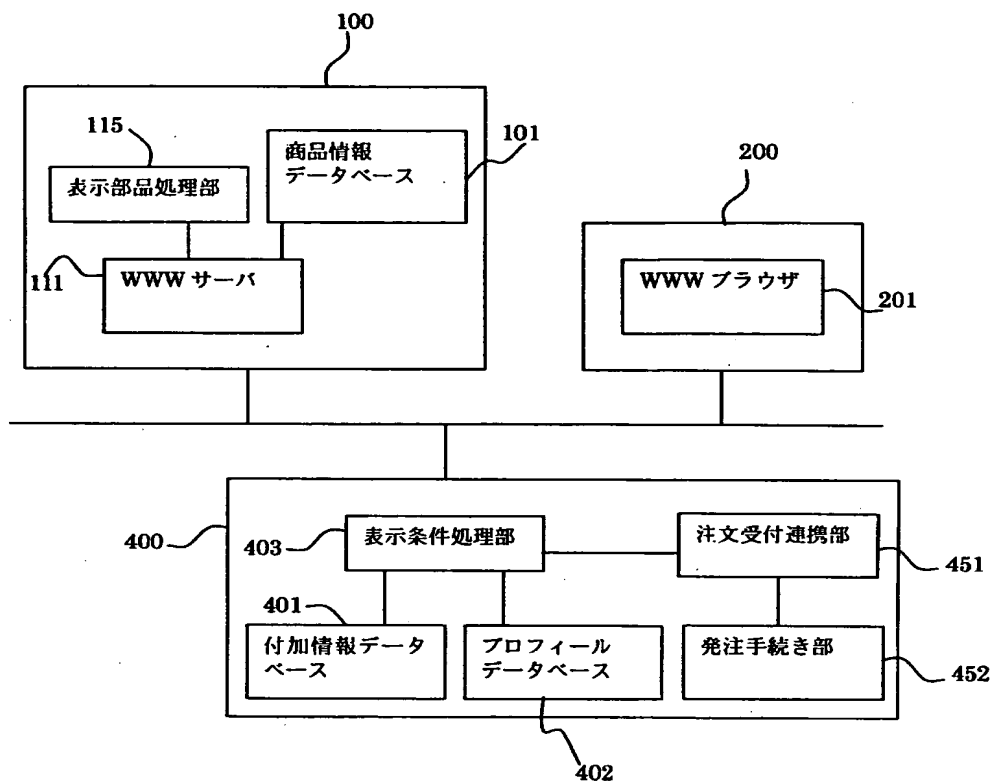 100
115
表示部品処理部
商品情報
データベース
101
111
WWW サーバ
200
WWW ブラウザ
201
400
403
表示条件処理部
注文受付連携部
451
401
付加情報データ
ベース
プロフィール
データベース
402
発注手続き部
452